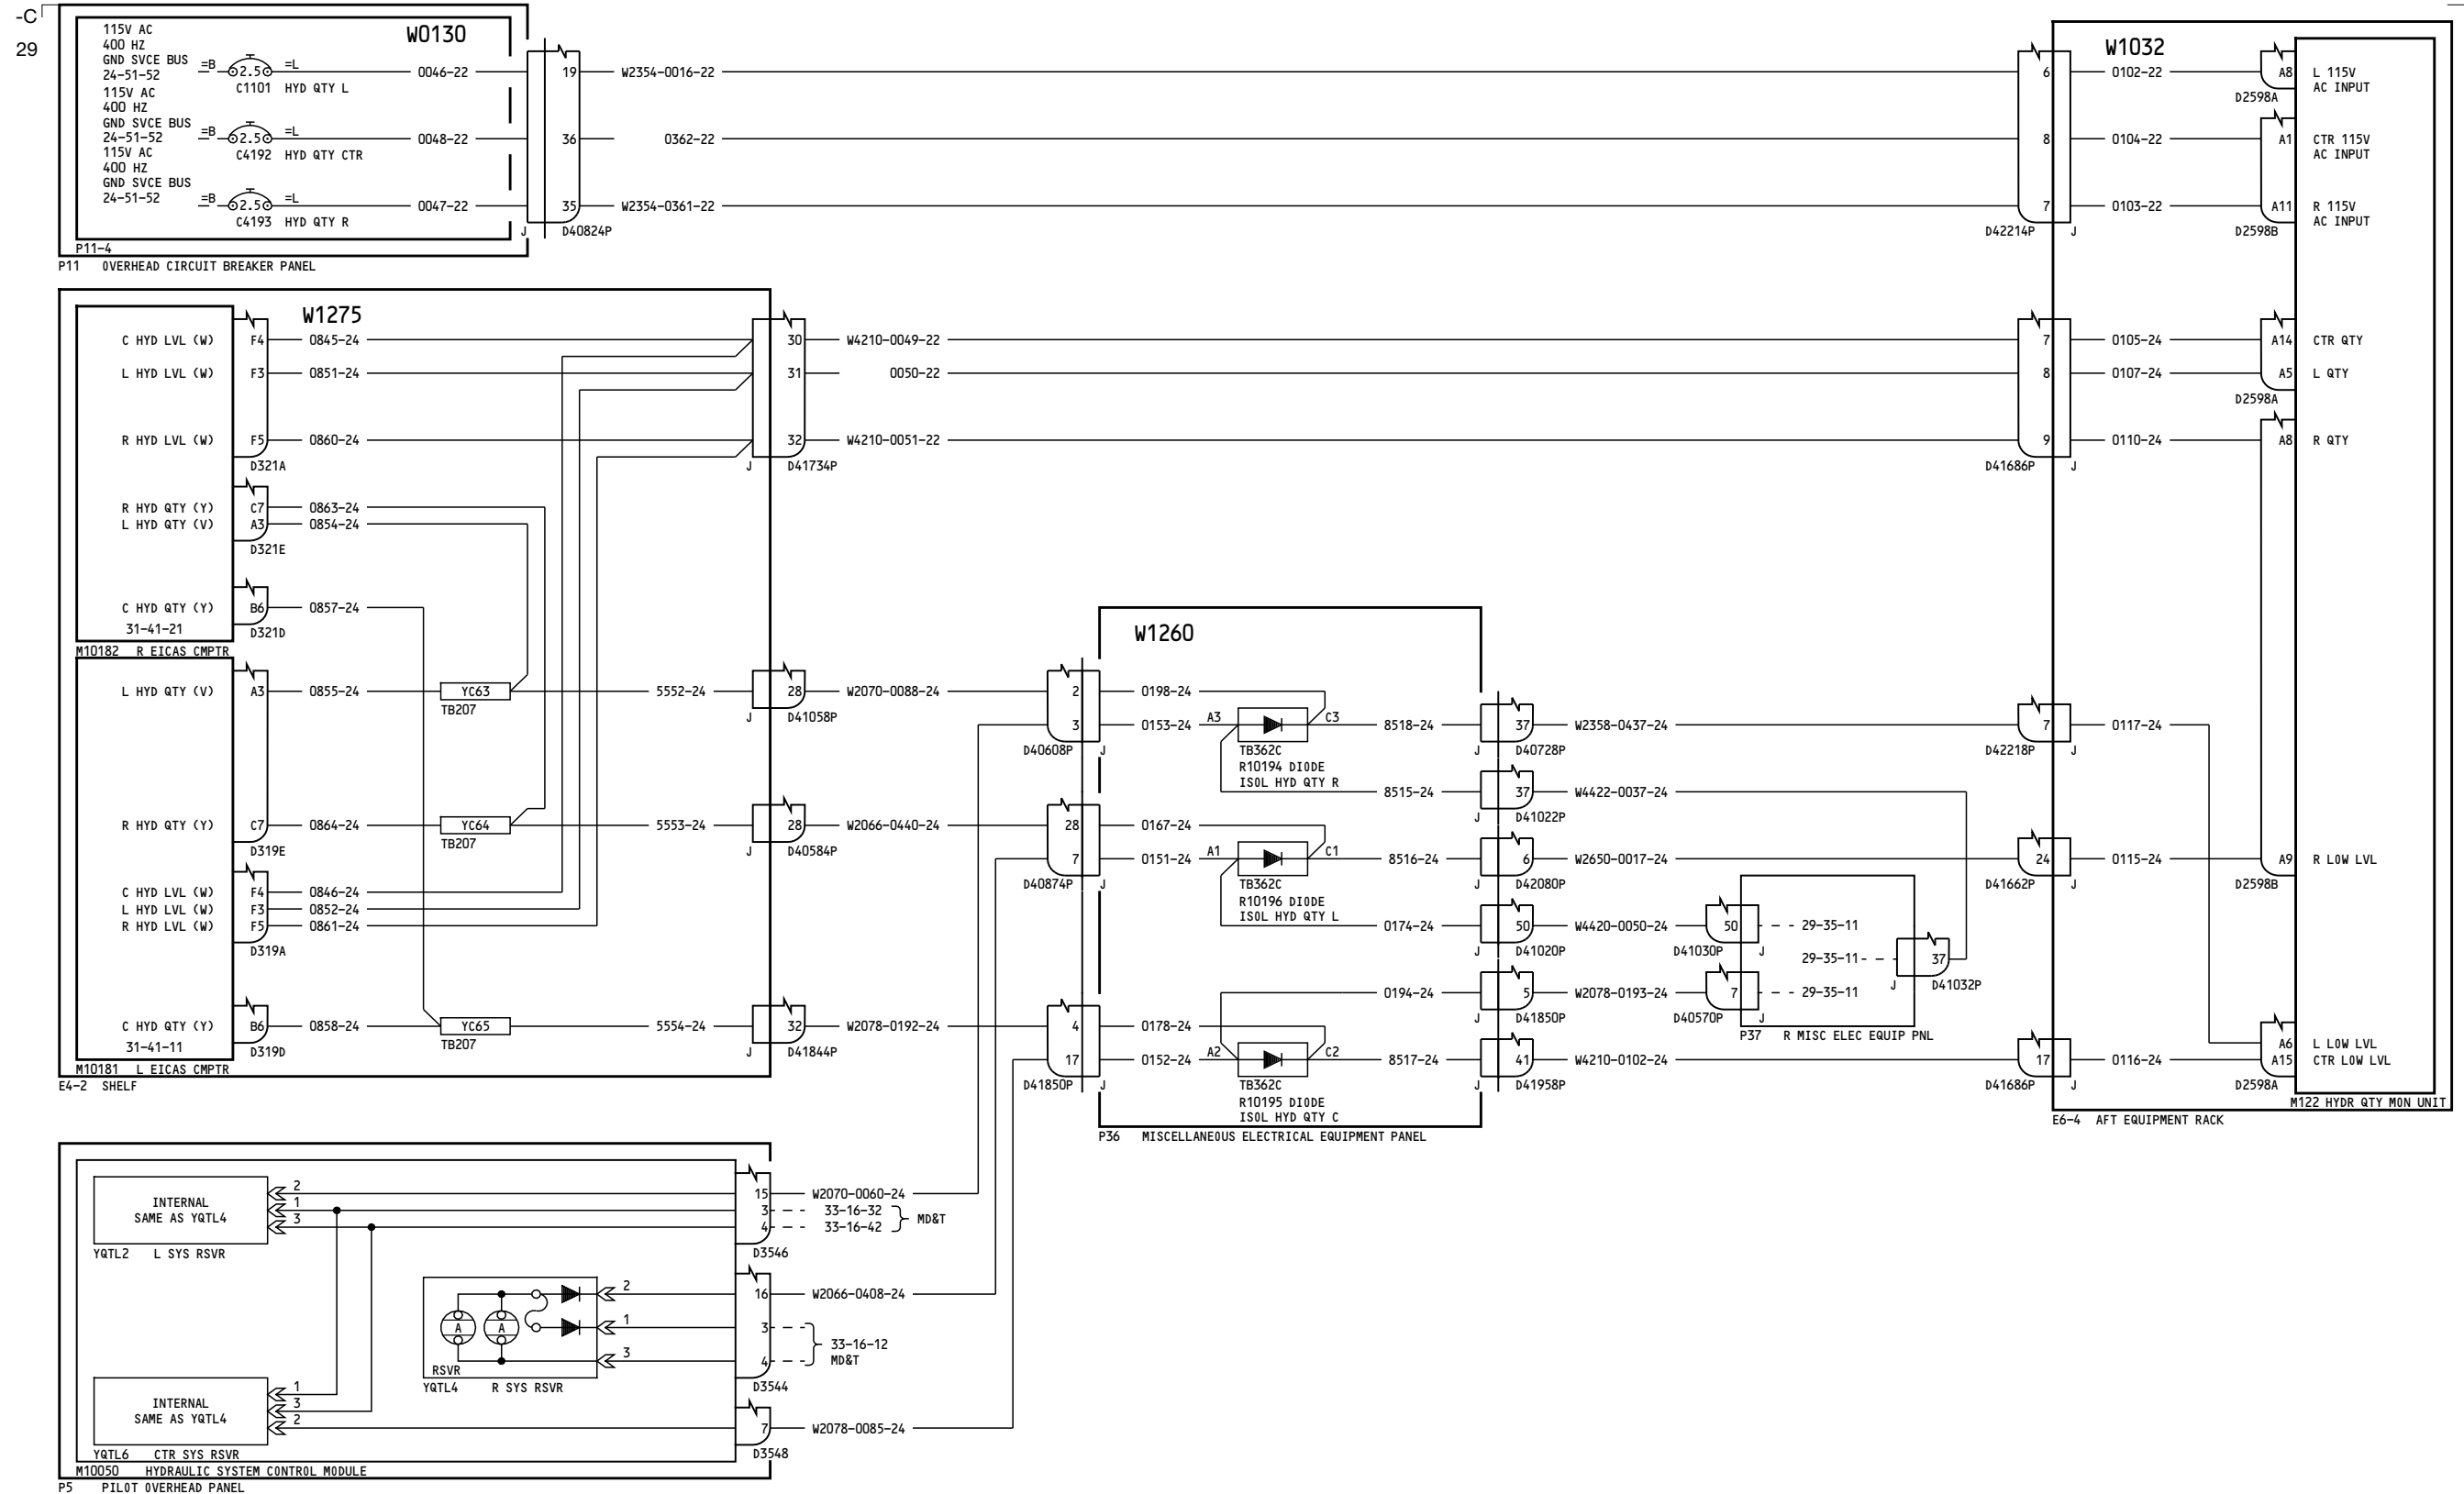 -C
29
115V AC
400 HZ
GND SVCE BUS
24-51-52
=B 2.5 =L
C1101 HYD QTY L
W0130
0046-22
19
W2354-0016-22
115V AC
400 HZ
GND SVCE BUS
24-51-52
=B 2.5 =L
C4192 HYD QTY CTR
0048-22
36
0362-22
115V AC
400 HZ
GND SVCE BUS
24-51-52
=B 2.5 =L
C4193 HYD QTY R
0047-22
35
W2354-0361-22
J D40824P
P11-4
P11 OVERHEAD CIRCUIT BREAKER PANEL
W1032
6 0102-22 A8 L 115V
AC INPUT
D2598A
8 0104-22 A1 CTR 115V
AC INPUT
7 0103-22 A11 R 115V
AC INPUT
D42214P J D2598B
W1275
C HYD LVL (W) F4 0845-24 30 W4210-0049-22 7 0105-24 A14 CTR QTY
L HYD LVL (W) F3 0851-24 31 0050-22 8 0107-24 A5 L QTY
D2598A
R HYD LVL (W) F5 0860-24 32 W4210-0051-22 9 0110-24 A8 R QTY
D321A J D41734P D41686P J
R HYD QTY (Y) C7 0863-24
L HYD QTY (V) A3 0854-24
D321E
C HYD QTY (Y) B6 0857-24
31-41-21 D321D
M10182 R EICAS CMPTR
L HYD QTY (V) A3 0855-24 YC63 5552-24 28 W2070-0088-24
TB207 J D41058P
R HYD QTY (Y) C7 0864-24 YC64 5553-24 28 W2066-0440-24
D319E TB207 J D40584P
C HYD LVL (W) F4 0846-24
L HYD LVL (W) F3 0852-24
R HYD LVL (W) F5 0861-24
D319A
C HYD QTY (Y) B6 0858-24 YC65 5554-24 32 W2078-0192-24
31-41-11 D319D TB207 J D41844P
M10181 L EICAS CMPTR
E4-2 SHELF
W1260
2 0198-24
3 0153-24 A3 C3 8518-24 37 W2358-0437-24 7 0117-24
D40608P J TB362C J D40728P D42218P J
R10194 DIODE
ISOL HYD QTY R
8515-24 37 W4422-0037-24
J D41022P
28 0167-24
7 0151-24 A1 C1 8516-24 6 W2650-0017-24 24 0115-24 A9 R LOW LVL
D40874P J TB362C J D42080P D41662P J D2598B
R10196 DIODE
ISOL HYD QTY L
0174-24 50 W4420-0050-24 50 29-35-11
J D41020P D41030P J
29-35-11 37
J D41032P
0194-24 5 W2078-0193-24 7 29-35-11
J D41850P D40570P J
P37 R MISC ELEC EQUIP PNL
4 0178-24
17 0152-24 A2 C2 8517-24 41 W4210-0102-24 17 0116-24
D41850P J TB362C J D41958P D41686P J
R10195 DIODE
ISOL HYD QTY C
P36 MISCELLANEOUS ELECTRICAL EQUIPMENT PANEL
A6 L LOW LVL
A15 CTR LOW LVL
D2598A
M122 HYDR QTY MON UNIT
E6-4 AFT EQUIPMENT RACK
INTERNAL
SAME AS YQTL4
2
1
3
YQTL2 L SYS RSVR
15 W2070-0060-24
3 33-16-32
4 33-16-42
MD&T
D3546
A A
RSVR
2
1
3
YQTL4 R SYS RSVR
16 W2066-0408-24
3
4
33-16-12
MD&T
D3544
INTERNAL
SAME AS YQTL4
1
3
2
YQTL6 CTR SYS RSVR
7 W2078-0085-24
D3548
M10050 HYDRAULIC SYSTEM CONTROL MODULE
P5 PILOT OVERHEAD PANEL